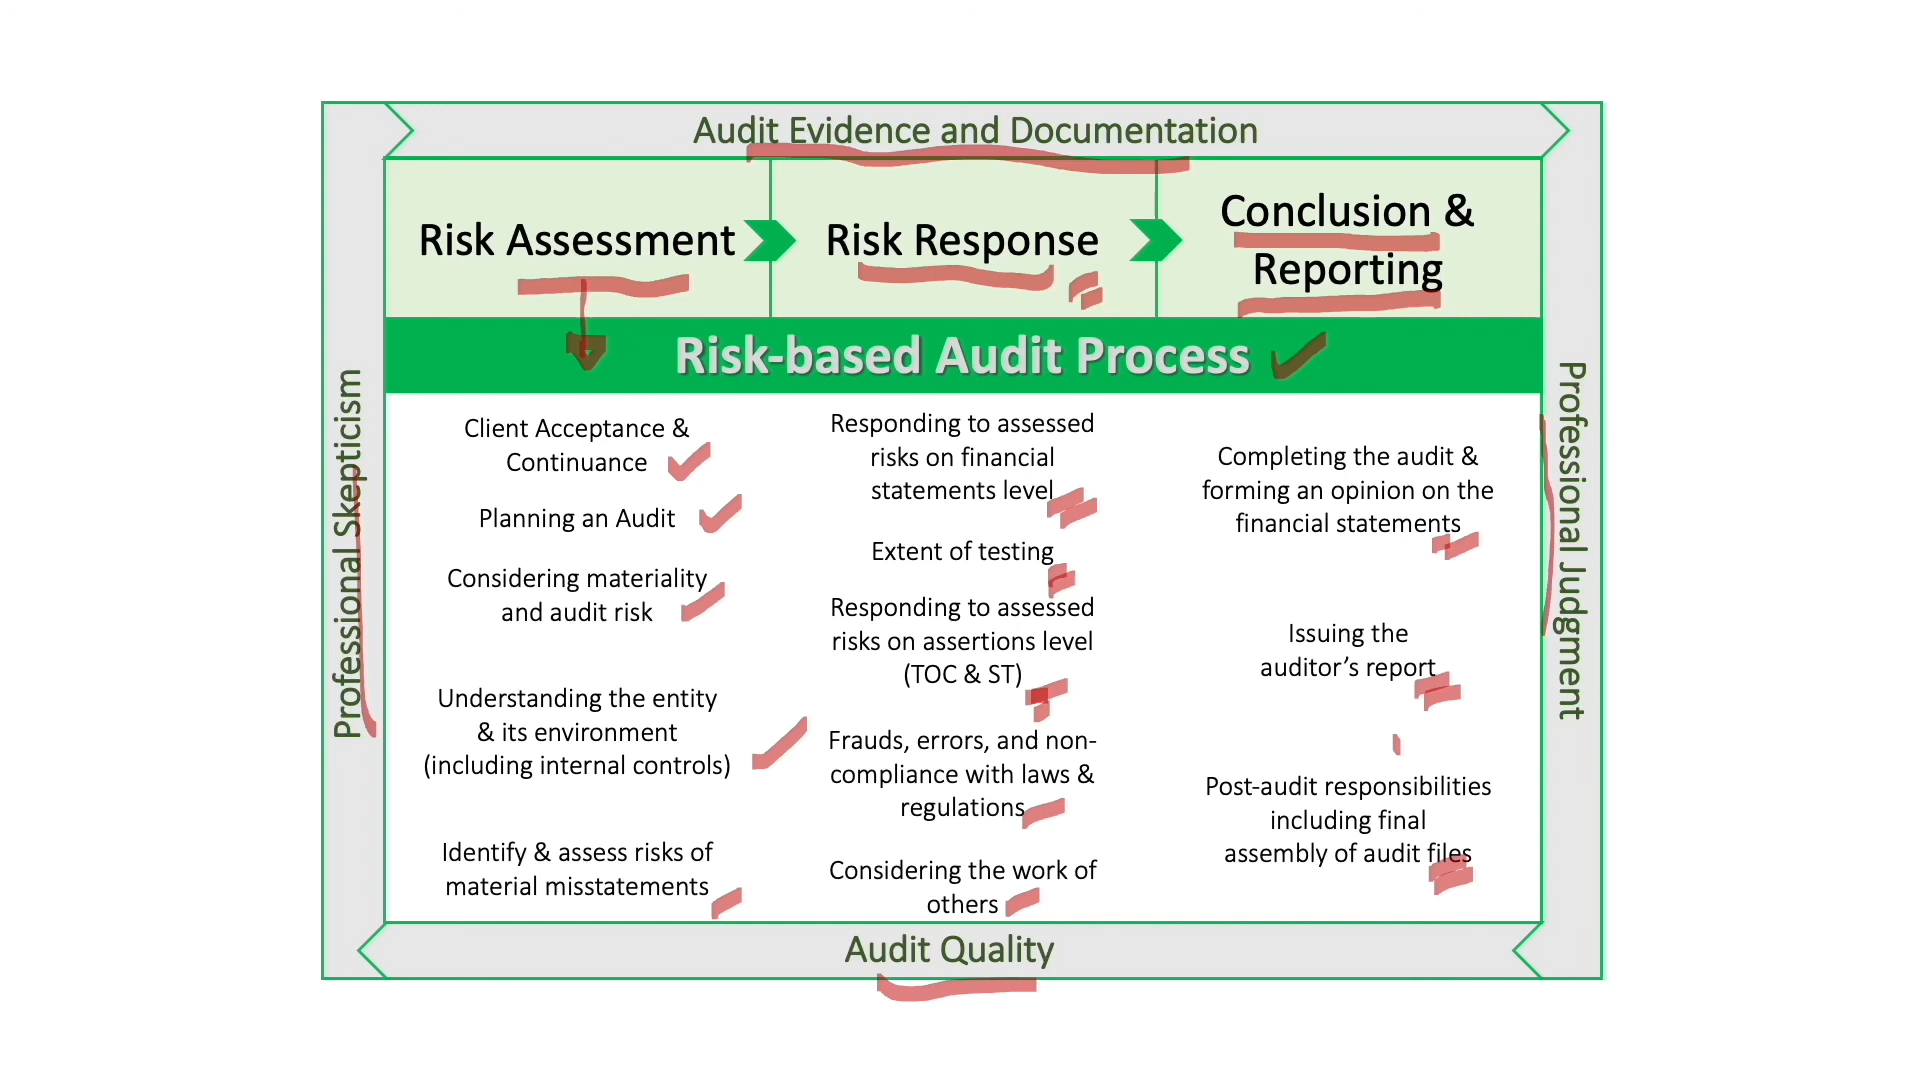 Audit Evidence and Documentation
Risk Assessment
Risk Response
Conclusion &
Reporting
Risk-based Audit Process
Professional Skepticism
Client Acceptance &
Continuance
Planning an Audit
Considering materiality
and audit risk
Understanding the entity
& its environment
(including internal controls)
Identify & assess risks of
material misstatements
Responding to assessed
risks on financial
statements level
Extent of testing
Responding to assessed
risks on assertions level
(TOC & ST)
Frauds, errors, and non-
compliance with laws &
regulations
Considering the work of
others
Completing the audit &
forming an opinion on the
financial statements
Issuing the
auditor’s report
Post-audit responsibilities
including final
assembly of audit files
Professional Judgment
Audit Quality